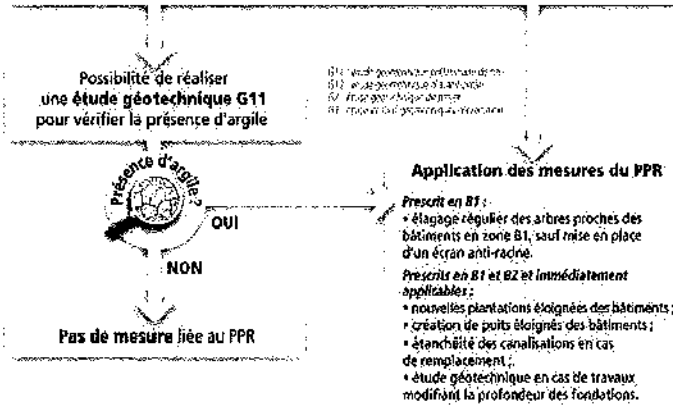 Possibilité de réaliser
une étude géotechnique G11
pour vérifier la présence d'argile
Présence d'argile ?
OUI
NON
Pas de mesure liée au PPR
Application des mesures du PPR
Prescrit en B1 :
• élagage régulier des arbres proches des
bâtiments en zone B1, sauf mise en place
d'un écran anti-racine.
Prescrits en B1 et B2 et immédiatement
applicables :
• nouvelles plantations éloignées des bâtiments ;
• création de puits éloignés des bâtiments ;
• étanchéité des canalisations en cas
de remplacement ;
• étude géotechnique en cas de travaux
modifiant la profondeur des fondations.